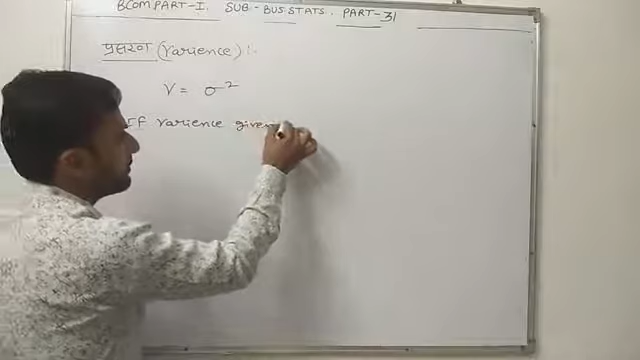 BCOM PART-I. SUB-BUS STATS. PART-31
प्रसरण (Varience):-
V = σ²
If varience given